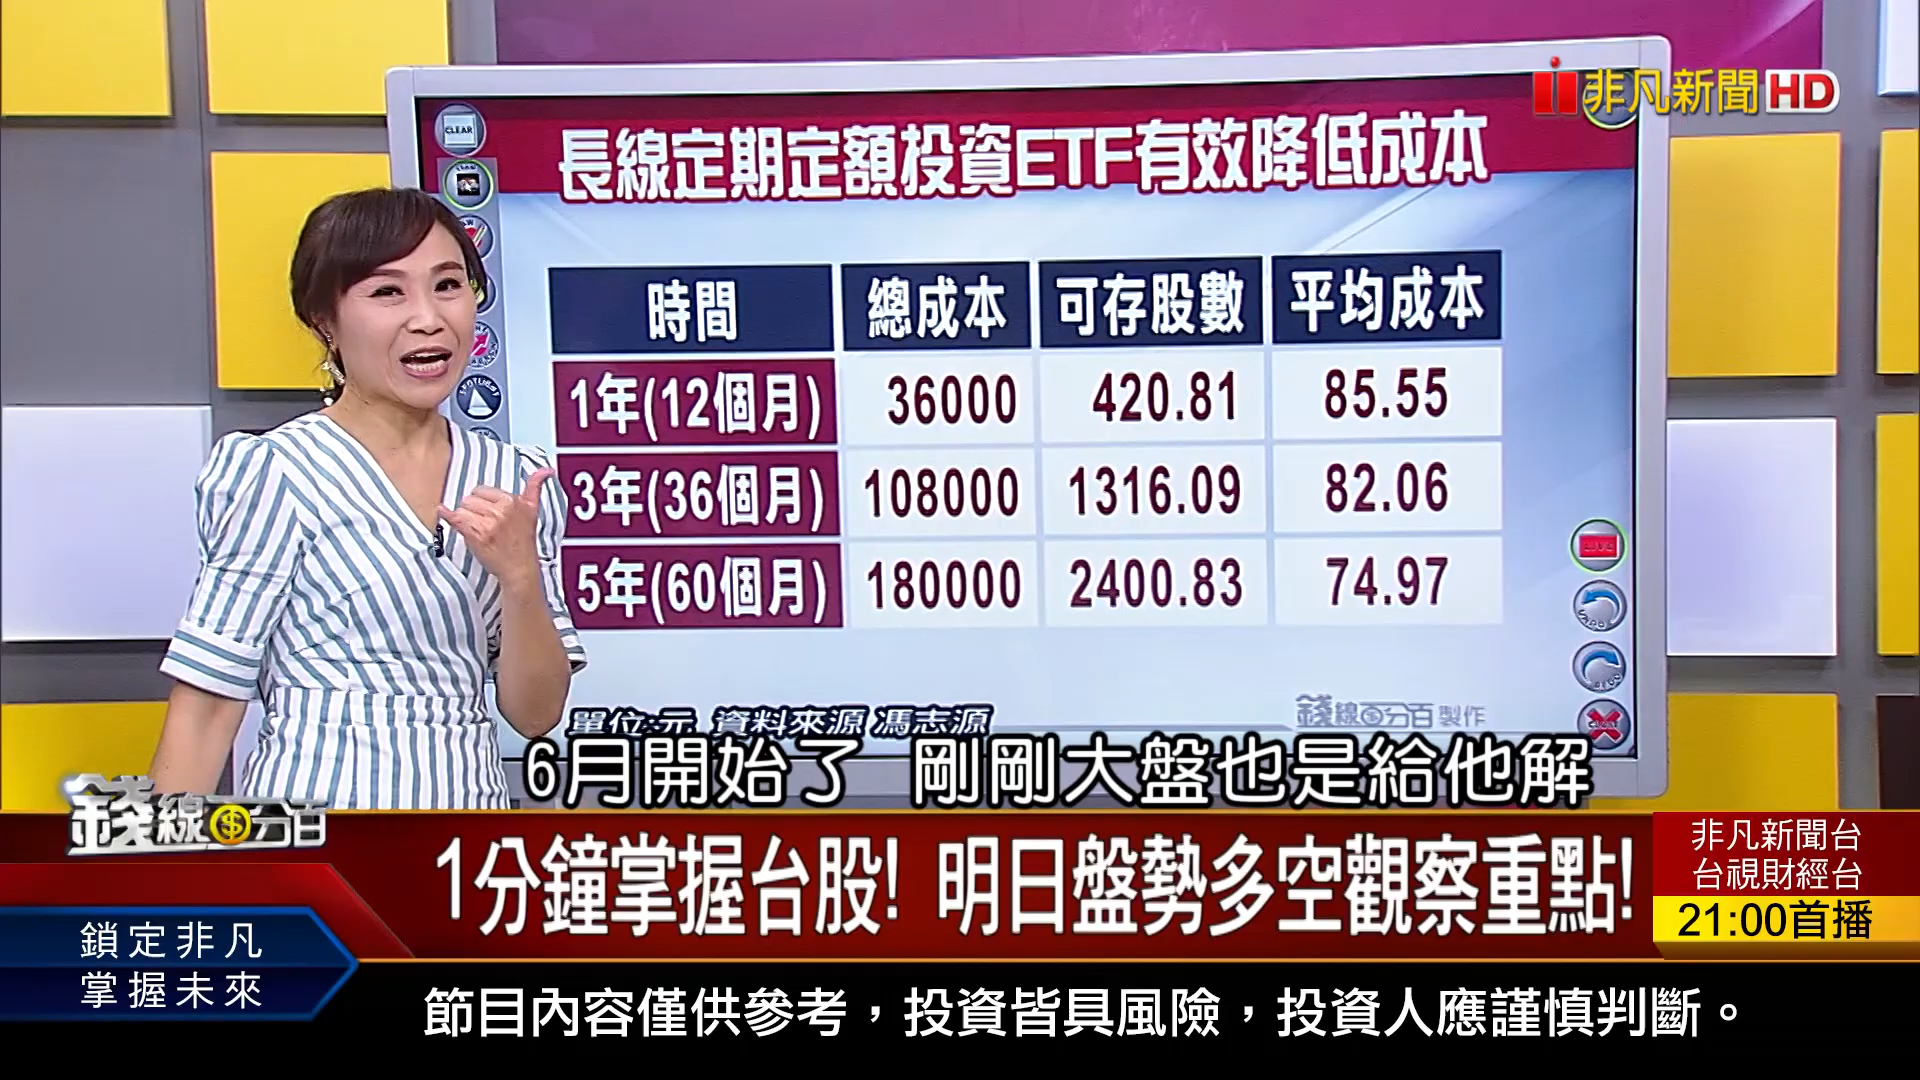 非凡新聞HD
CLEAR
長線定期定額投資ETF有效降低成本
時間 總成本 可存股數 平均成本
1年(12個月) 36000 420.81 85.55
3年(36個月) 108000 1316.09 82.06
5年(60個月) 180000 2400.83 74.97
單位:元 資料來源 馮志源
錢線百分百 製作
6月開始了 剛剛大盤也是給他解
錢線百分百
1分鐘掌握台股! 明日盤勢多空觀察重點!
非凡新聞台
台視財經台
21:00首播
鎖定非凡
掌握未來
節目內容僅供參考，投資皆具風險，投資人應謹慎判斷。